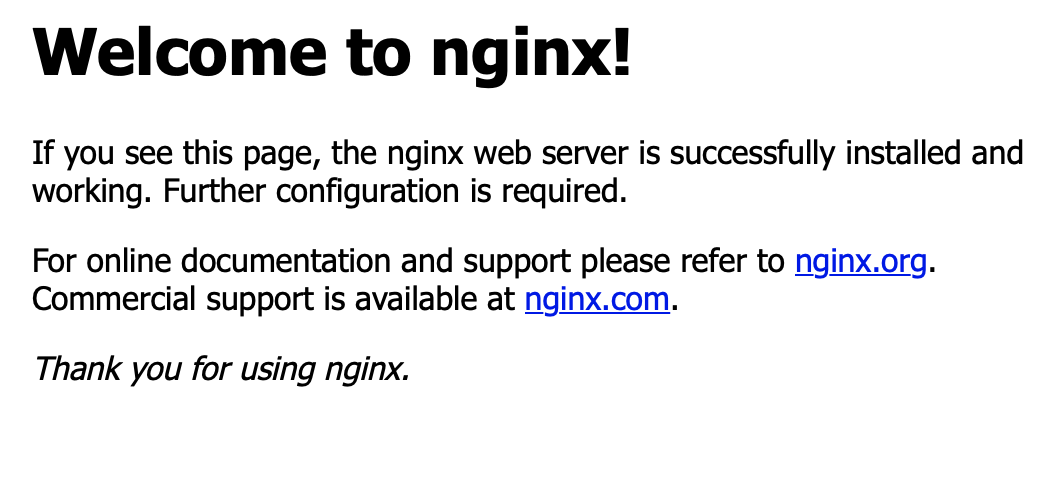 Welcome to nginx!
If you see this page, the nginx web server is successfully installed and
working. Further configuration is required.
For online documentation and support please refer to nginx.org.
Commercial support is available at nginx.com.
Thank you for using nginx.